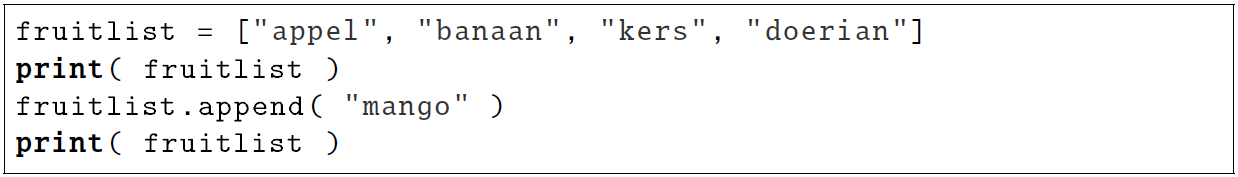 fruitlist = ["appel", "banaan", "kers", "doerian"]
print( fruitlist )
fruitlist.append( "mango" )
print( fruitlist )